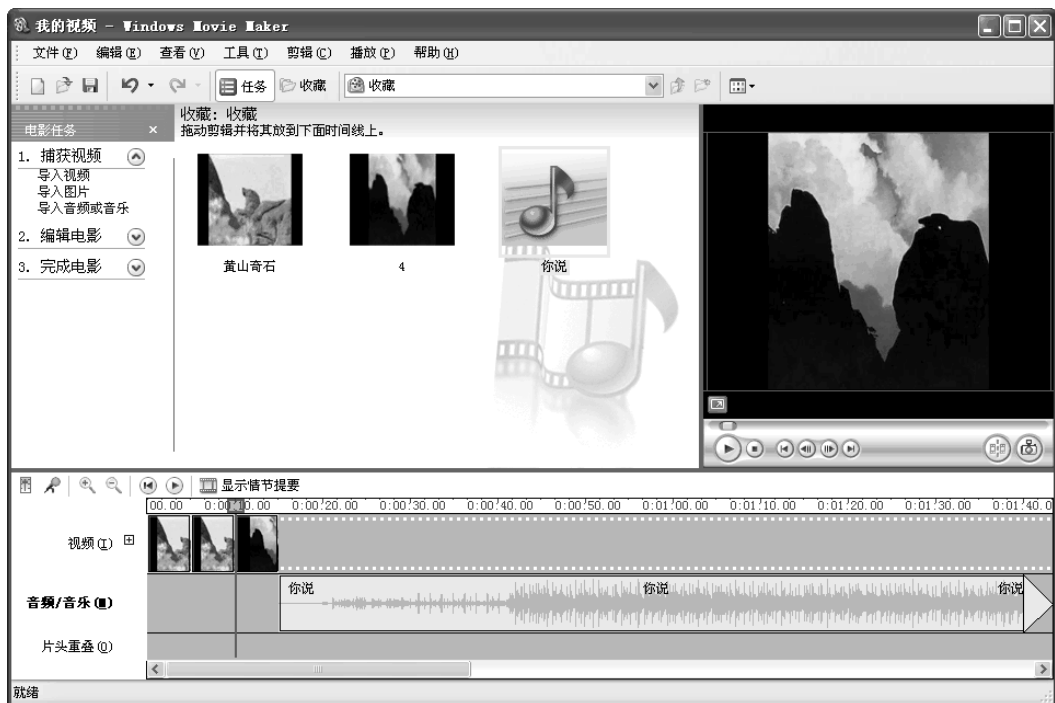 我的视频 - Windows Movie Maker
文件(F) 编辑(E) 查看(V) 工具(T) 剪辑(C) 播放(P) 帮助(H)
任务 收藏 收藏
电影任务 ×
收藏: 收藏
拖动剪辑并将其放到下面时间线上。
1. 捕获视频
导入视频
导入图片
导入音频或音乐
2. 编辑电影
3. 完成电影
黄山奇石 4 你说
显示情节提要
00.00 0:00:20.00 0:00:30.00 0:00:40.00 0:00:50.00 0:01:00.00 0:01:10.00 0:01:20.00 0:01:30.00 0:01:40.0
视频(I)
你说 你说 你说
音频/音乐(M)
片头重叠(O)
就绪